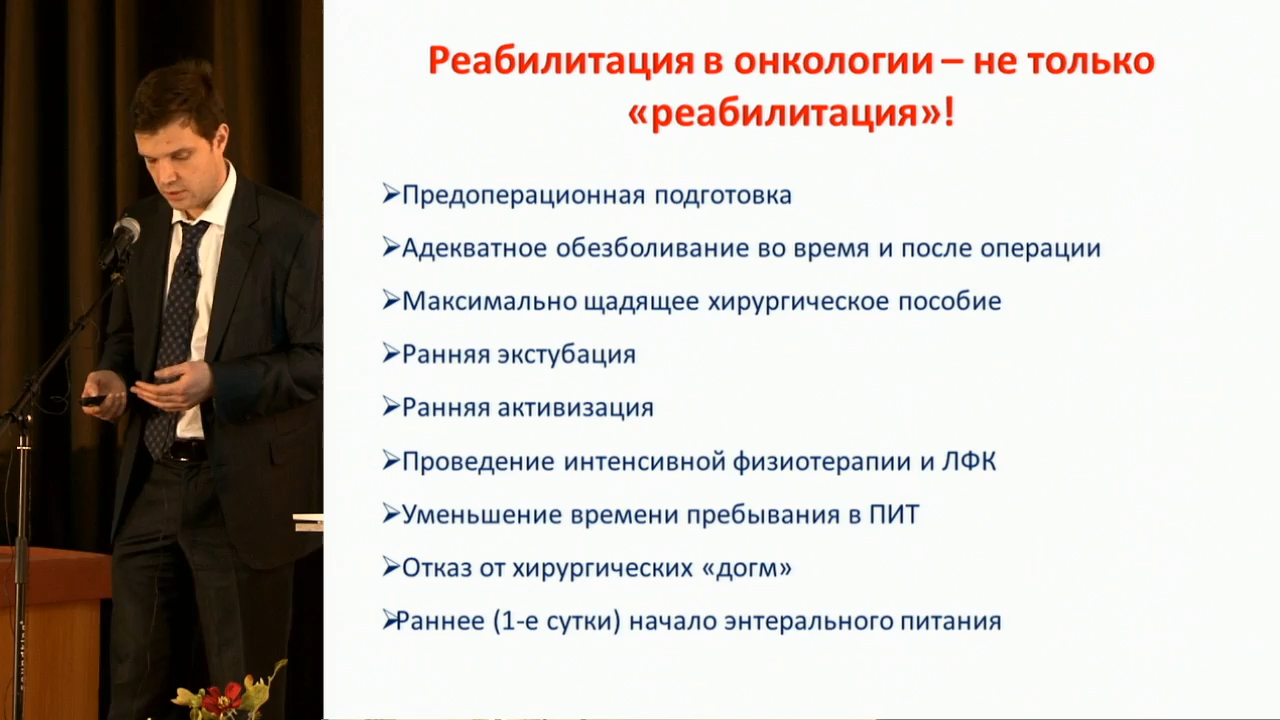 Реабилитация в онкологии – не только
«реабилитация»!
➢Предоперационная подготовка
➢Адекватное обезболивание во время и после операции
➢Максимально щадящее хирургическое пособие
➢Ранняя экстубация
➢Ранняя активизация
➢Проведение интенсивной физиотерапии и ЛФК
➢Уменьшение времени пребывания в ПИТ
➢Отказ от хирургических «догм»
➢Раннее (1-е сутки) начало энтерального питания